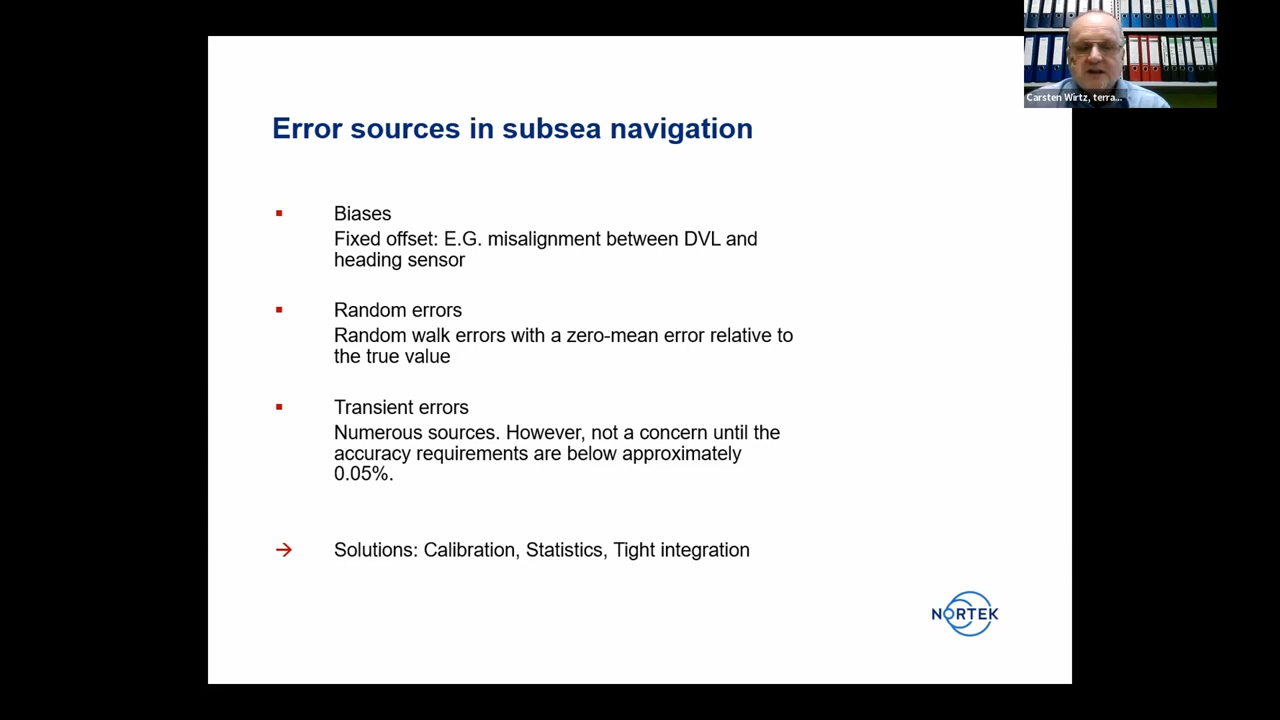 Carsten Wirtz, terra...
Error sources in subsea navigation
Biases
Fixed offset: E.G. misalignment between DVL and
heading sensor
Random errors
Random walk errors with a zero-mean error relative to
the true value
Transient errors
Numerous sources. However, not a concern until the
accuracy requirements are below approximately
0.05%.
→ Solutions: Calibration, Statistics, Tight integration
NORTEK